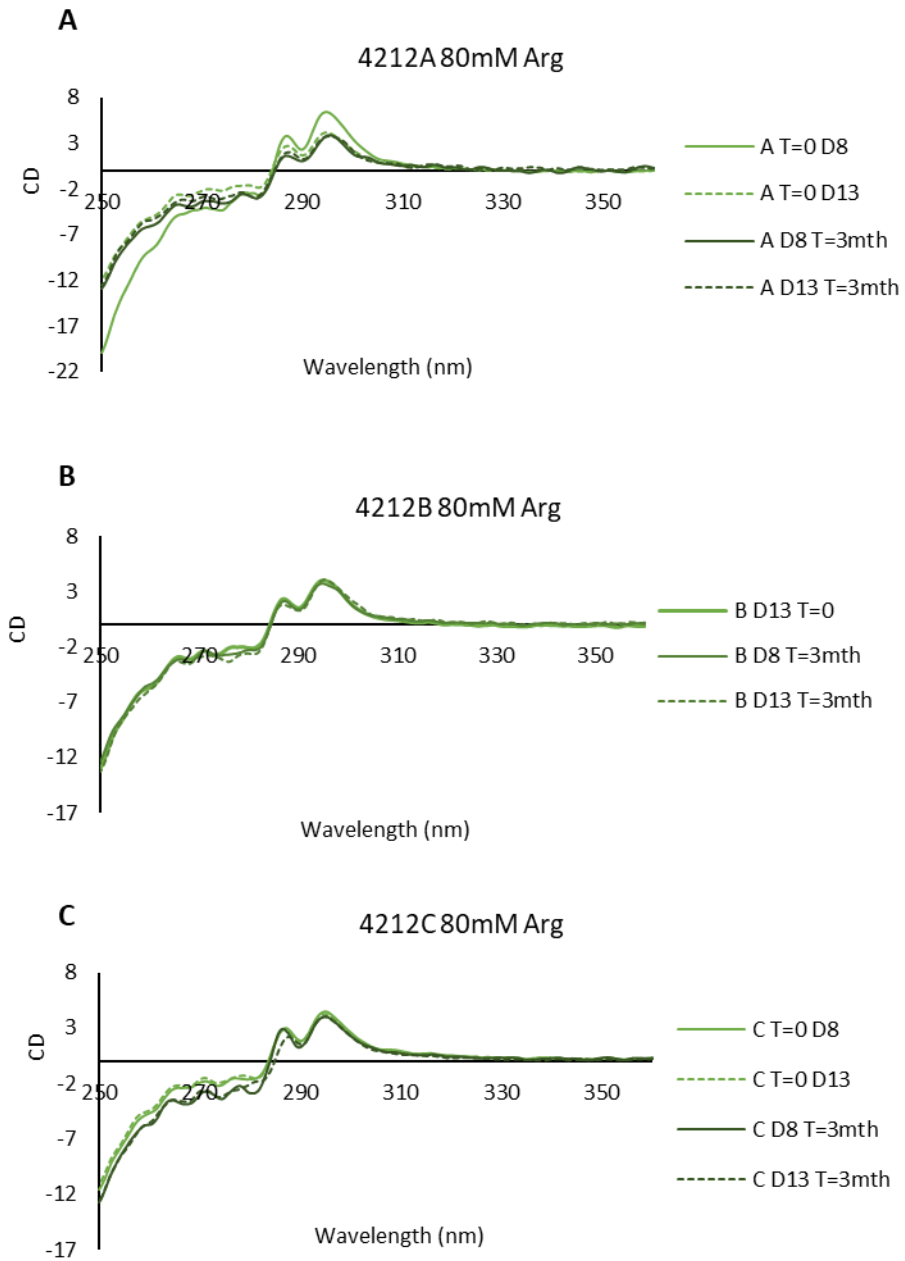 A
4212A 80mM Arg
8
3
-2
-7
-12
-17
-22
CD
250 270 290 310 330 350
Wavelength (nm)
A T=0 D8
A T=0 D13
A D8 T=3mth
A D13 T=3mth
B
4212B 80mM Arg
8
3
-2
-7
-12
-17
CD
250 270 290 310 330 350
Wavelength (nm)
B D13 T=0
B D8 T=3mth
B D13 T=3mth
C
4212C 80mM Arg
8
3
-2
-7
-12
-17
CD
250 270 290 310 330 350
Wavelength (nm)
C T=0 D8
C T=0 D13
C D8 T=3mth
C D13 T=3mth